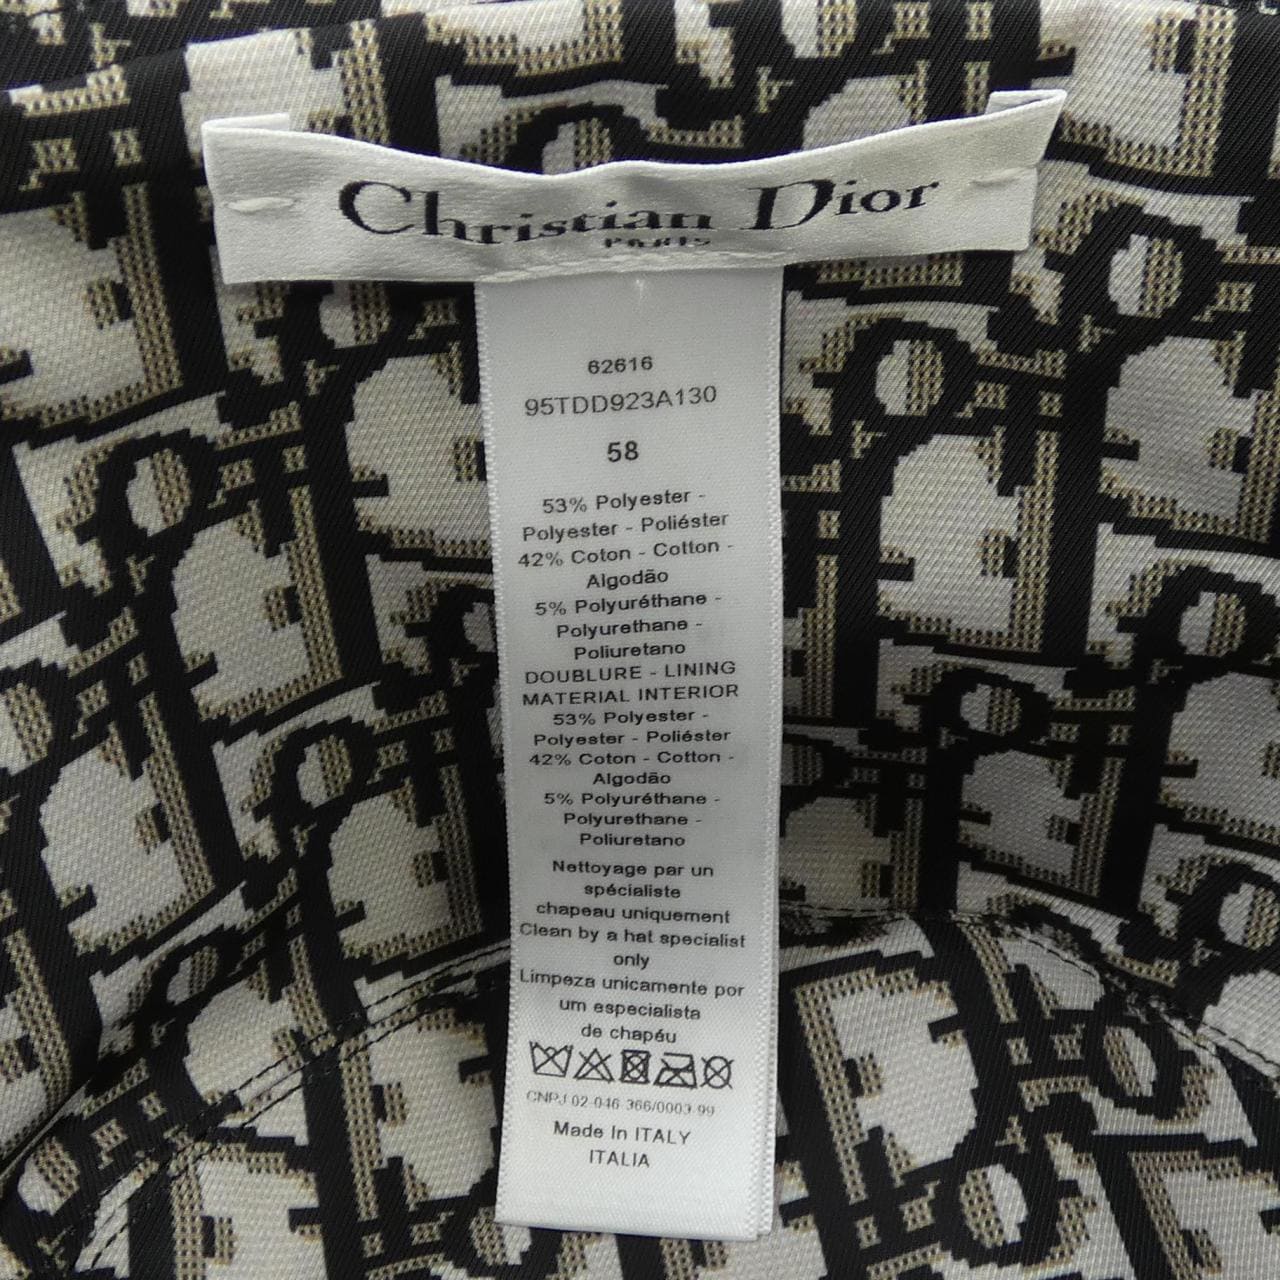 Christian Dior
PARIS
62616
95TDD923A130
58
53% Polyester -
Polyester - Poliéster
42% Coton - Cotton -
Algodão
5% Polyuréthane -
Polyurethane -
Poliuretano
DOUBLURE - LINING
MATERIAL INTERIOR
53% Polyester -
Polyester - Poliéster
42% Coton - Cotton -
Algodão
5% Polyuréthane -
Polyurethane -
Poliuretano
Nettoyage par un
spécialiste
chapeau uniquement
Clean by a hat specialist
only
Limpeza unicamente por
um especialista
de chapéu
CNPJ 02-046-366/0003-99
Made In ITALY
ITALIA